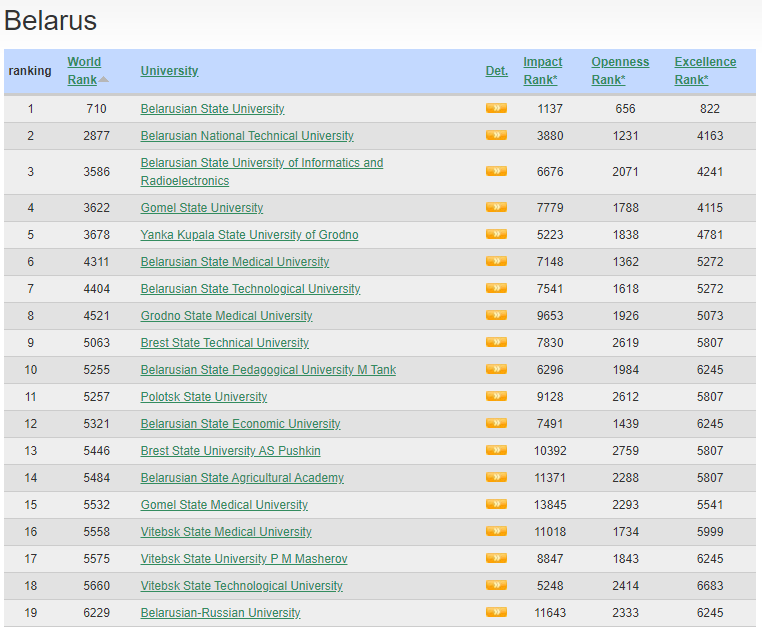 Belarus
ranking World Rank University Det. Impact Rank* Openness Rank* Excellence Rank*
1 710 Belarusian State University 1137 656 822
2 2877 Belarusian National Technical University 3880 1231 4163
3 3586 Belarusian State University of Informatics and Radioelectronics 6676 2071 4241
4 3622 Gomel State University 7779 1788 4115
5 3678 Yanka Kupala State University of Grodno 5223 1838 4781
6 4311 Belarusian State Medical University 7148 1362 5272
7 4404 Belarusian State Technological University 7541 1618 5272
8 4521 Grodno State Medical University 9653 1926 5073
9 5063 Brest State Technical University 7830 2619 5807
10 5255 Belarusian State Pedagogical University M Tank 6296 1984 6245
11 5257 Polotsk State University 9128 2612 5807
12 5321 Belarusian State Economic University 7491 1439 6245
13 5446 Brest State University AS Pushkin 10392 2759 5807
14 5484 Belarusian State Agricultural Academy 11371 2288 5807
15 5532 Gomel State Medical University 13845 2293 5541
16 5558 Vitebsk State Medical University 11018 1734 5999
17 5575 Vitebsk State University P M Masherov 8847 1843 6245
18 5660 Vitebsk State Technological University 5248 2414 6683
19 6229 Belarusian-Russian University 11643 2333 6245